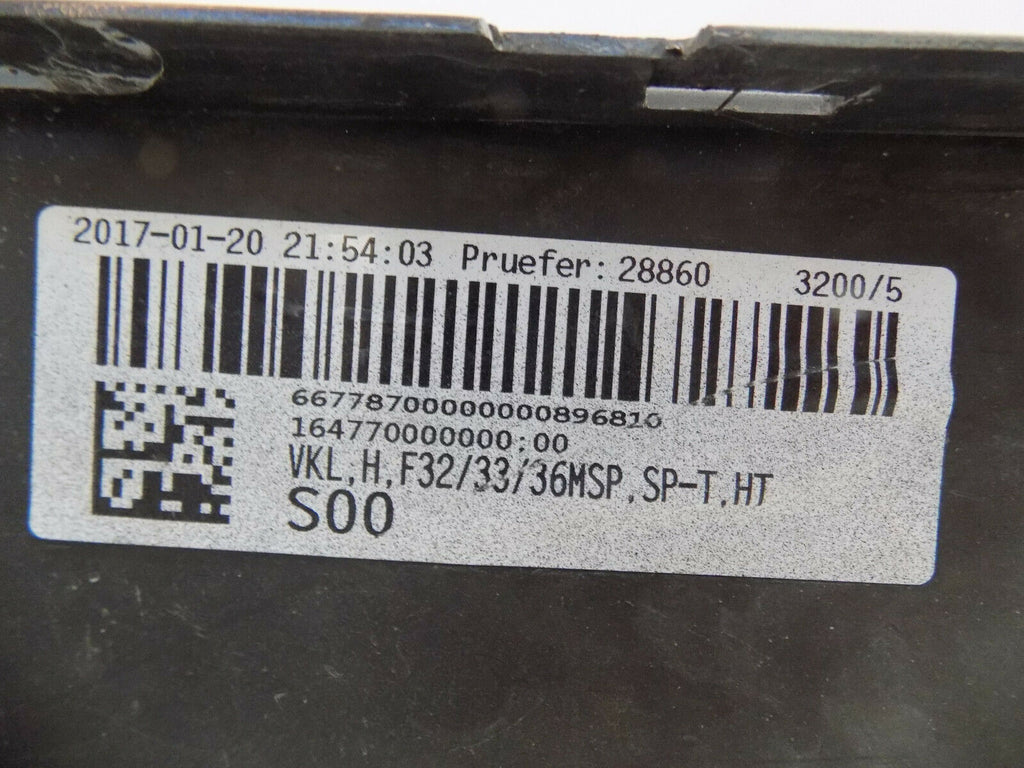 2017-01-20 21:54:03 Pruefer:28860 3200/5
66778700000000896810
164770000000:00
VKL,H,F32/33/36MSP,SP-T,HT
S00